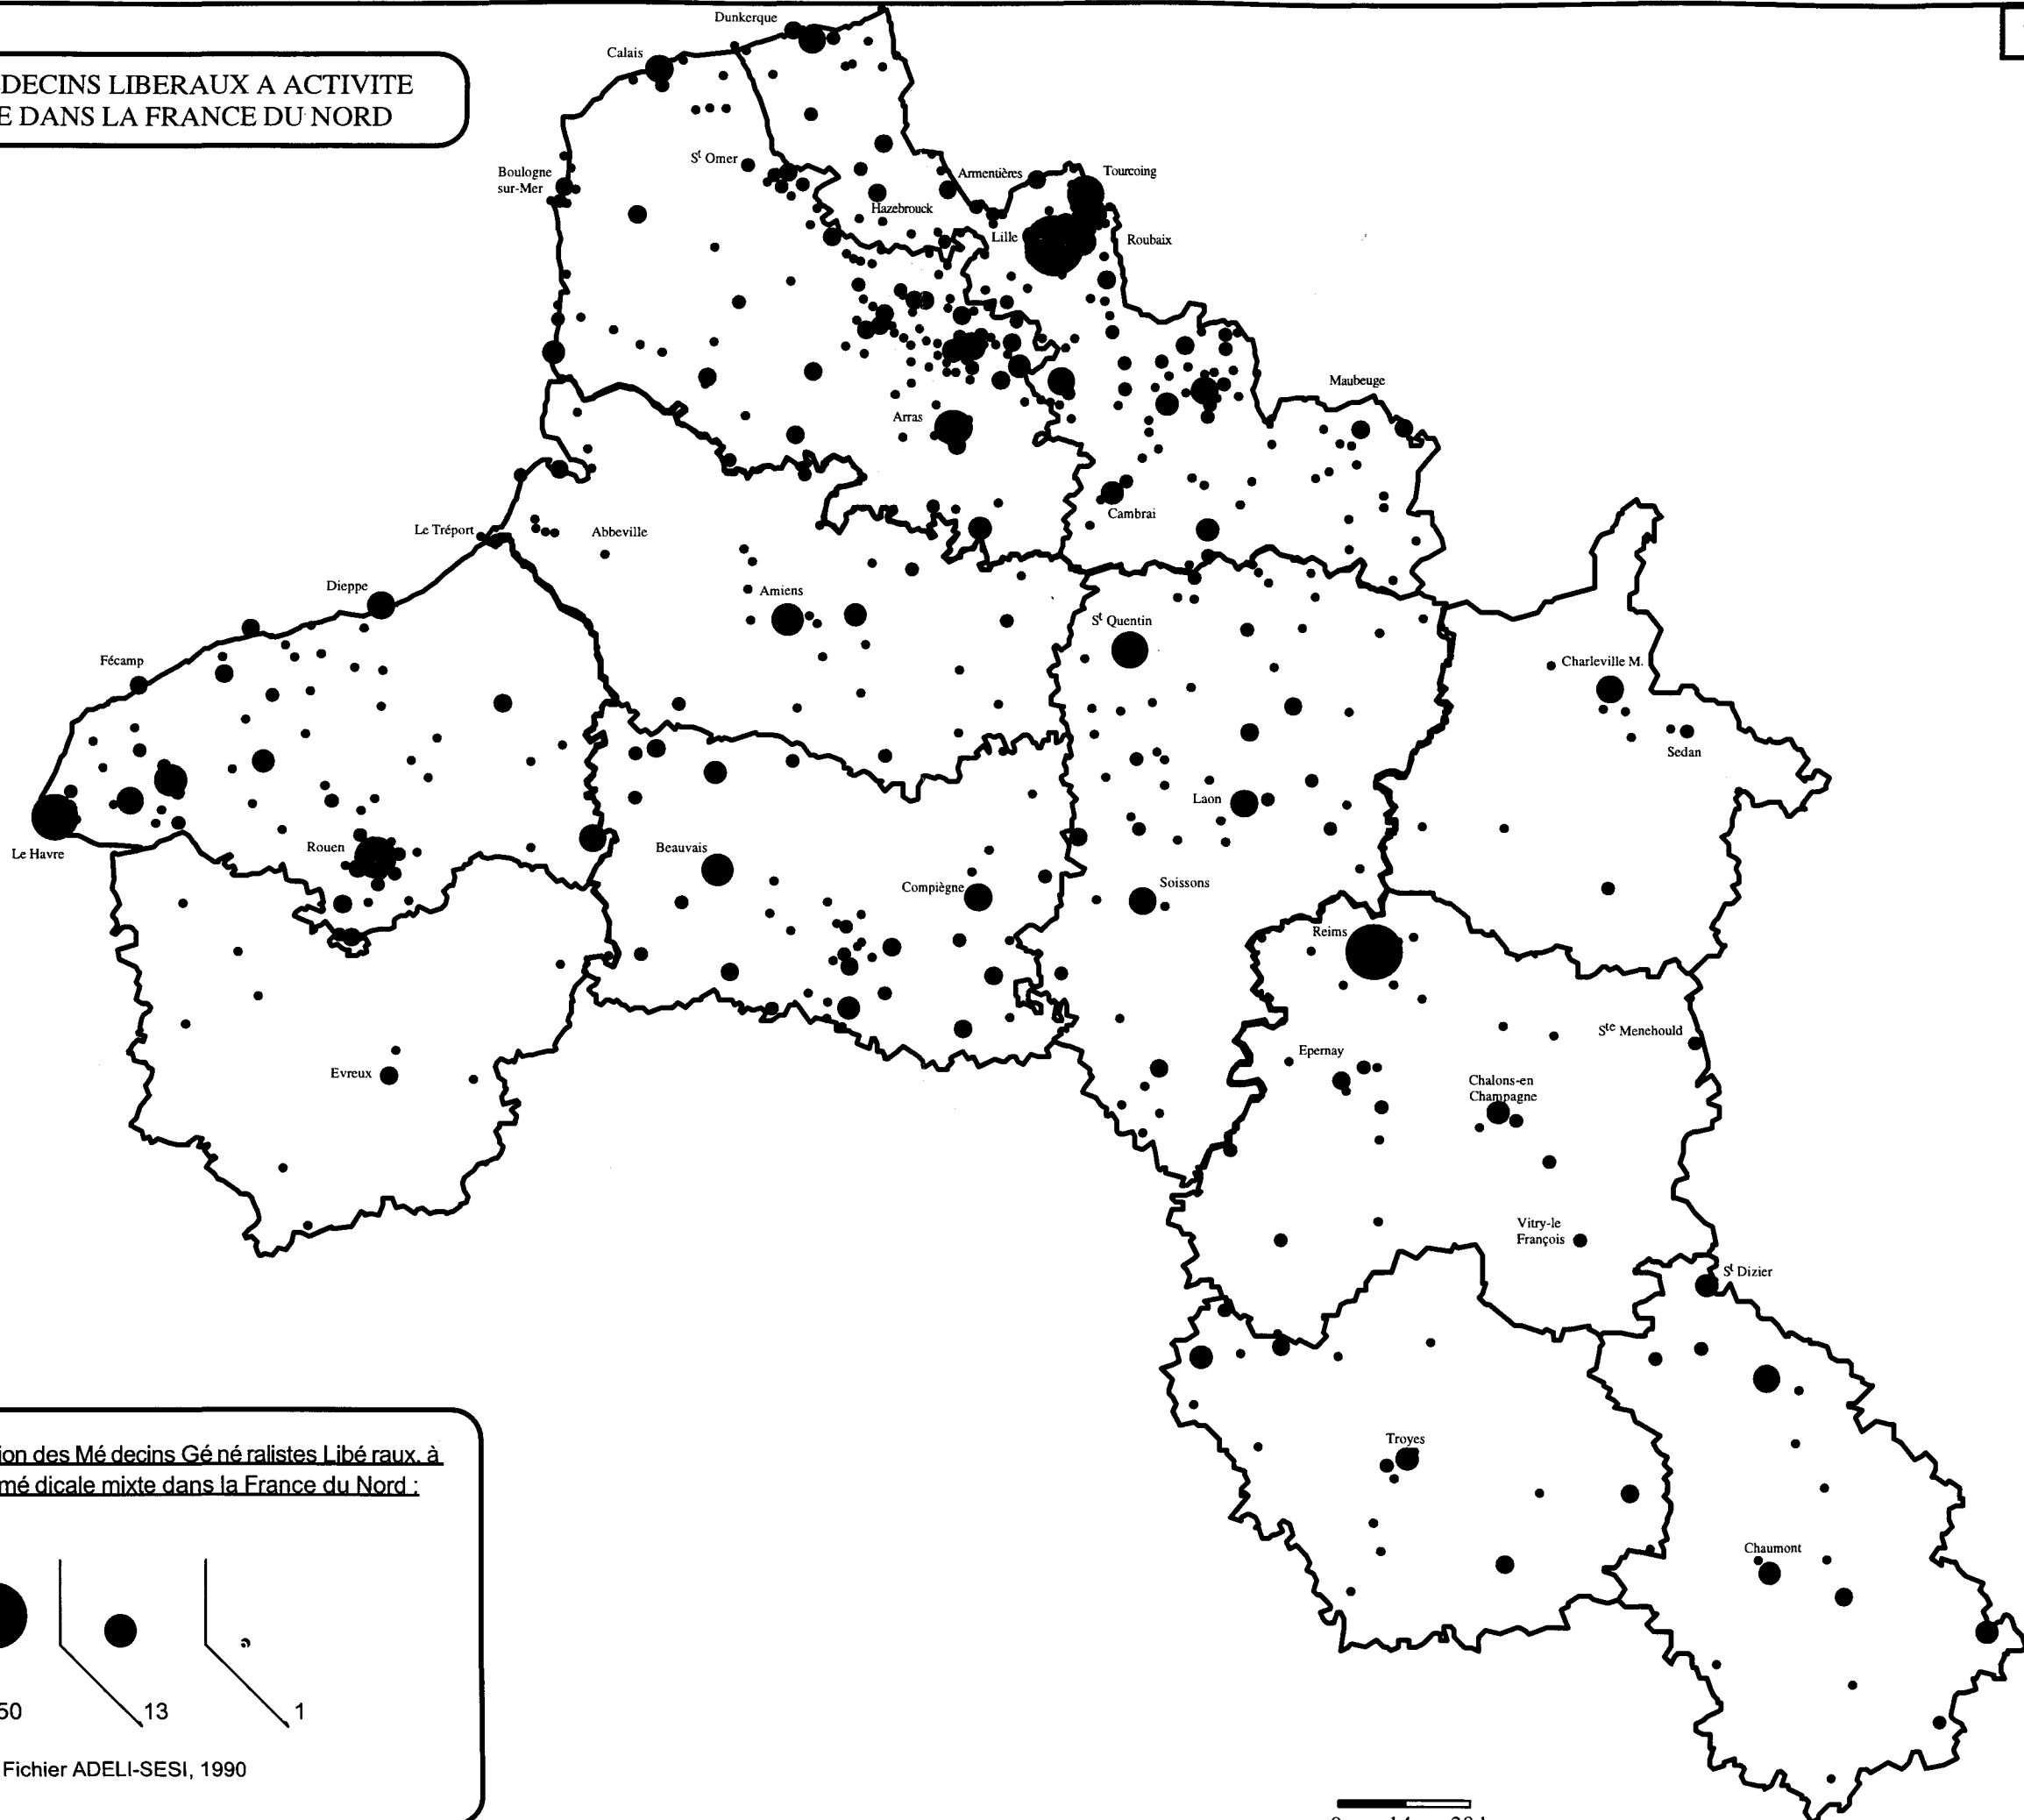 DECINS LIBERAUX A ACTIVITE
E DANS LA FRANCE DU NORD
Dunkerque
Calais
St Omer
Boulogne
sur-Mer
Armentières
Tourcoing
Hazebrouck
Lille
Roubaix
Maubeuge
Arras
Cambrai
Le Tréport
Abbeville
Dieppe
Amiens
St Quentin
Fécamp
Charleville M.
Sedan
Laon
Le Havre
Rouen
Beauvais
Compiègne
Soissons
Reims
Ste Menehould
Epernay
Evreux
Chalons-en
Champagne
Vitry-le
François
St Dizier
Troyes
Chaumont
ion des Mé decins Gé né ralistes Libé raux. à
mé dicale mixte dans la France du Nord :
50
13
1
Fichier ADELI-SESI, 1990